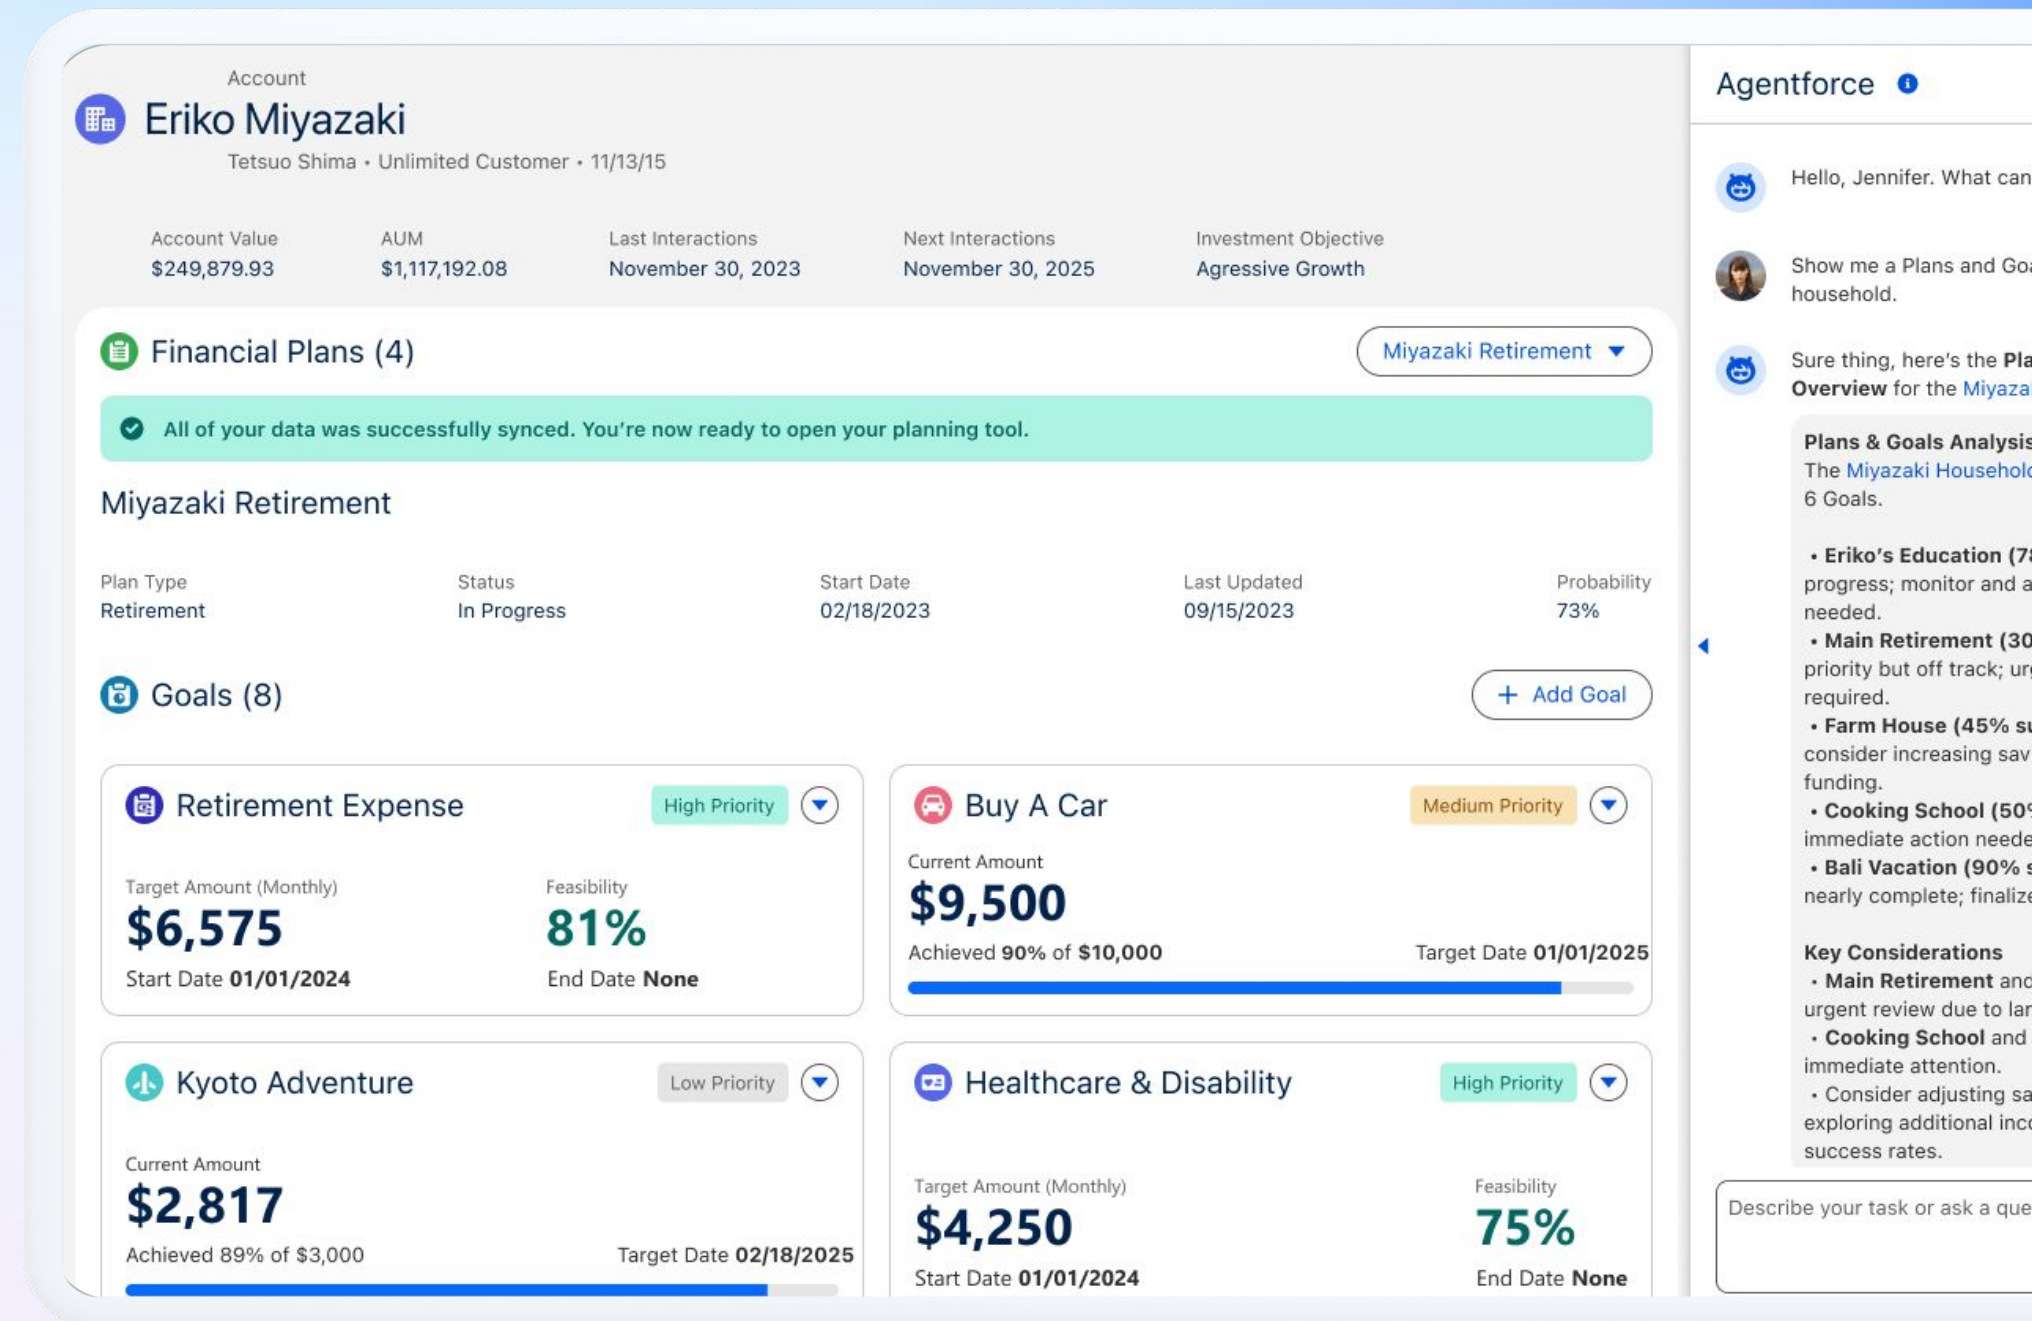 Account
Eriko Miyazaki
Tetsuo Shima • Unlimited Customer • 11/13/15
Account Value
$249,879.93
AUM
$1,117,192.08
Last Interactions
November 30, 2023
Next Interactions
November 30, 2025
Investment Objective
Agressive Growth
Financial Plans (4)
Miyazaki Retirement
All of your data was successfully synced. You're now ready to open your planning tool.
Miyazaki Retirement
Plan Type
Retirement
Status
In Progress
Start Date
02/18/2023
Last Updated
09/15/2023
Probability
73%
Goals (8)
+ Add Goal
Retirement Expense
High Priority
Target Amount (Monthly)
$6,575
Start Date 01/01/2024
Feasibility
81%
End Date None
Buy A Car
Medium Priority
Current Amount
$9,500
Achieved 90% of $10,000
Target Date 01/01/2025
Kyoto Adventure
Low Priority
Current Amount
$2,817
Achieved 89% of $3,000
Target Date 02/18/2025
Healthcare & Disability
High Priority
Target Amount (Monthly)
$4,250
Start Date 01/01/2024
Feasibility
75%
End Date None
Agentforce
Hello, Jennifer. What can
Show me a Plans and
household.
Sure thing, here's the
Overview for the
Plans & Goals Analysis
The Miyazaki Household
6 Goals.
• Eriko's Education
progress; monitor and
needed.
• Main Retirement (30
priority but off track;
required.
• Farm House (45%
consider increasing
funding.
• Cooking School (50%
immediate action
• Bali Vacation (90%
nearly complete;
Key Considerations
• Main Retirement and
urgent review due to
• Cooking School and
immediate attention.
• Consider adjusting
exploring additional
success rates.
Describe your task or ask a